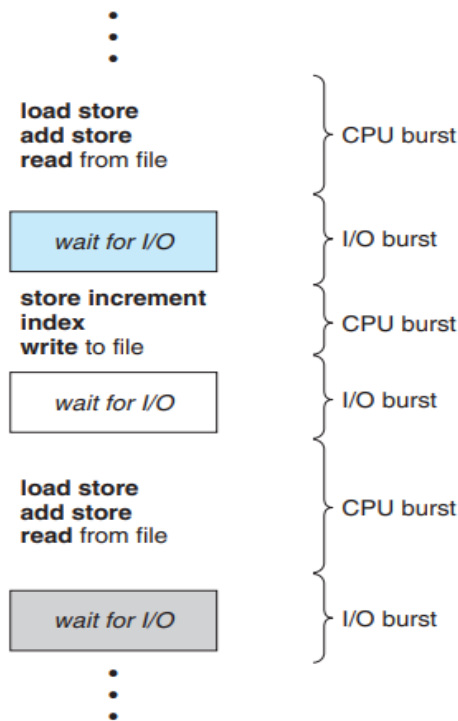 load store
add store
read from file
CPU burst
wait for I/O
I/O burst
store increment
index
write to file
CPU burst
wait for I/O
I/O burst
load store
add store
read from file
CPU burst
wait for I/O
I/O burst